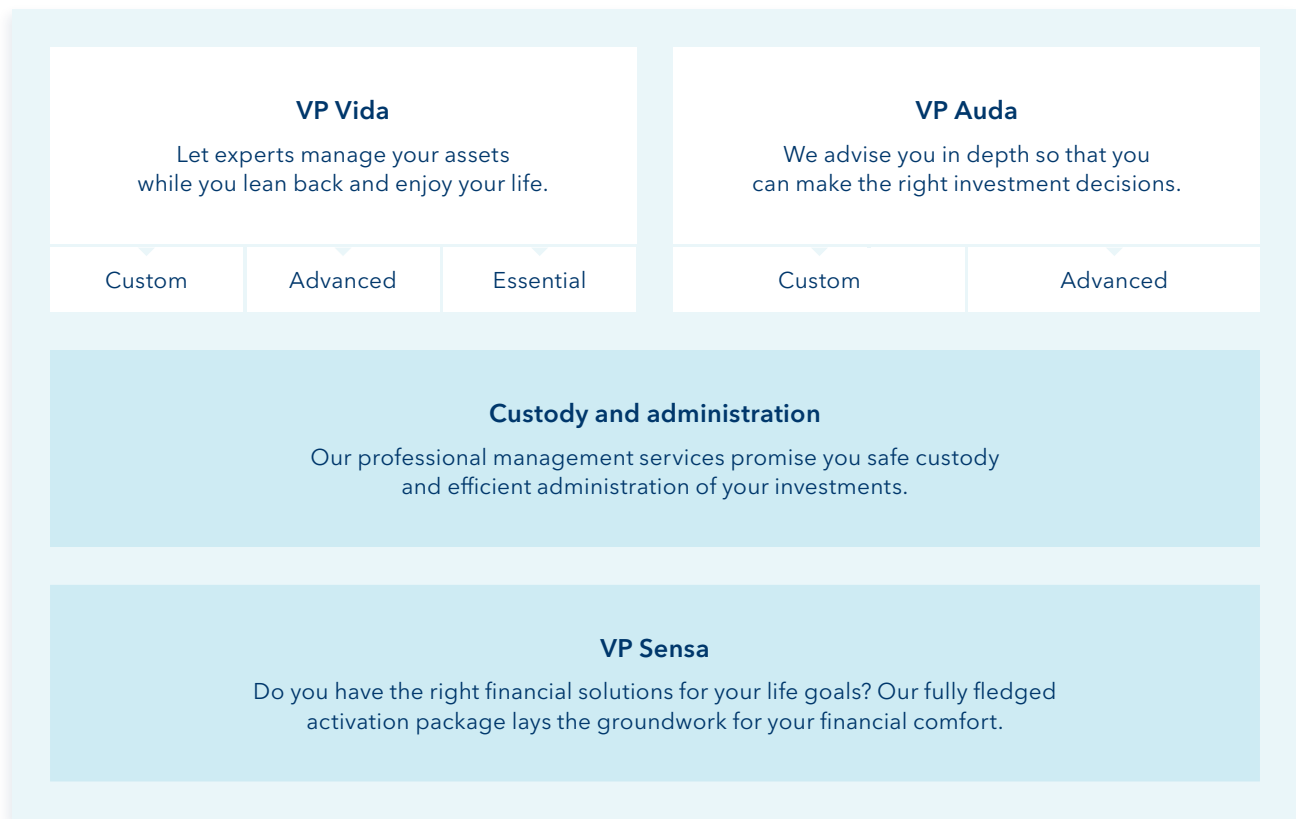 VP Vida
Let experts manage your assets
while you lean back and enjoy your life.
Custom
Advanced
Essential
VP Auda
We advise you in depth so that you
can make the right investment decisions.
Custom
Advanced
Custody and administration
Our professional management services promise you safe custody
and efficient administration of your investments.
VP Sensa
Do you have the right financial solutions for your life goals? Our fully fledged
activation package lays the groundwork for your financial comfort.